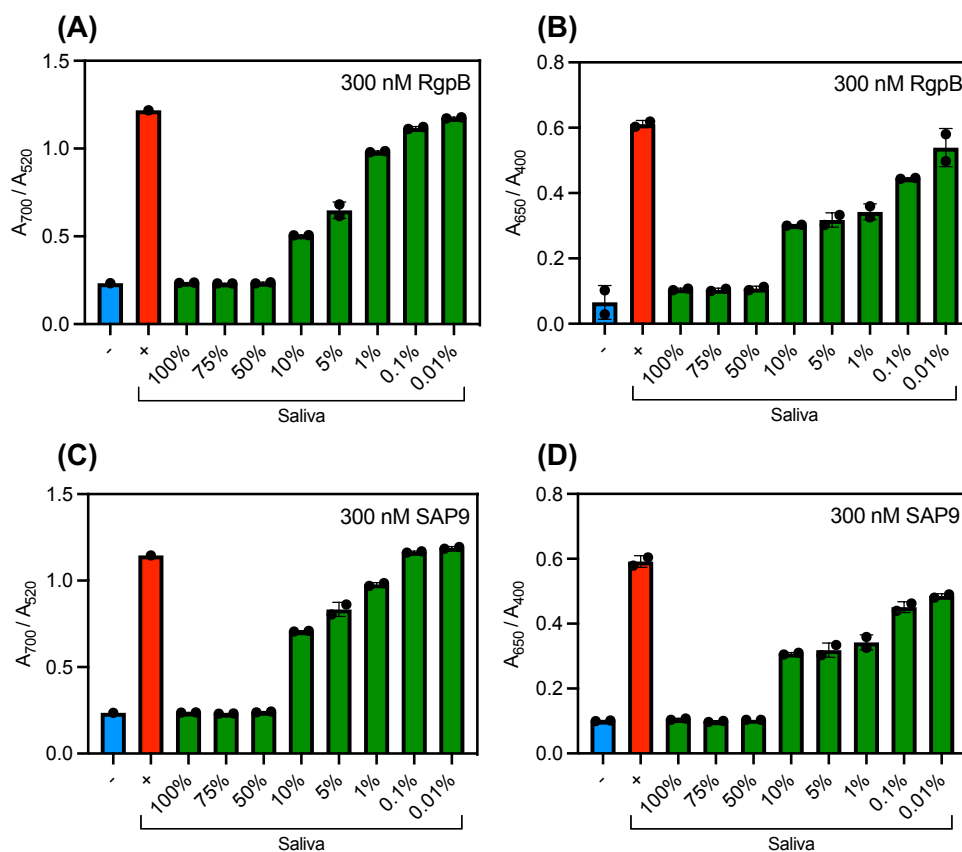 (A)
300 nM RgpB
A700 / A520
1.5
1.0
0.5
0.0
- + 100% 75% 50% 10% 5% 1% 0.1% 0.01%
Saliva
(B)
300 nM RgpB
A650 / A400
0.8
0.6
0.4
0.2
0.0
- + 100% 75% 50% 10% 5% 1% 0.1% 0.01%
Saliva
(C)
300 nM SAP9
A700 / A520
1.5
1.0
0.5
0.0
- + 100% 75% 50% 10% 5% 1% 0.1% 0.01%
Saliva
(D)
300 nM SAP9
A650 / A400
0.8
0.6
0.4
0.2
0.0
- + 100% 75% 50% 10% 5% 1% 0.1% 0.01%
Saliva